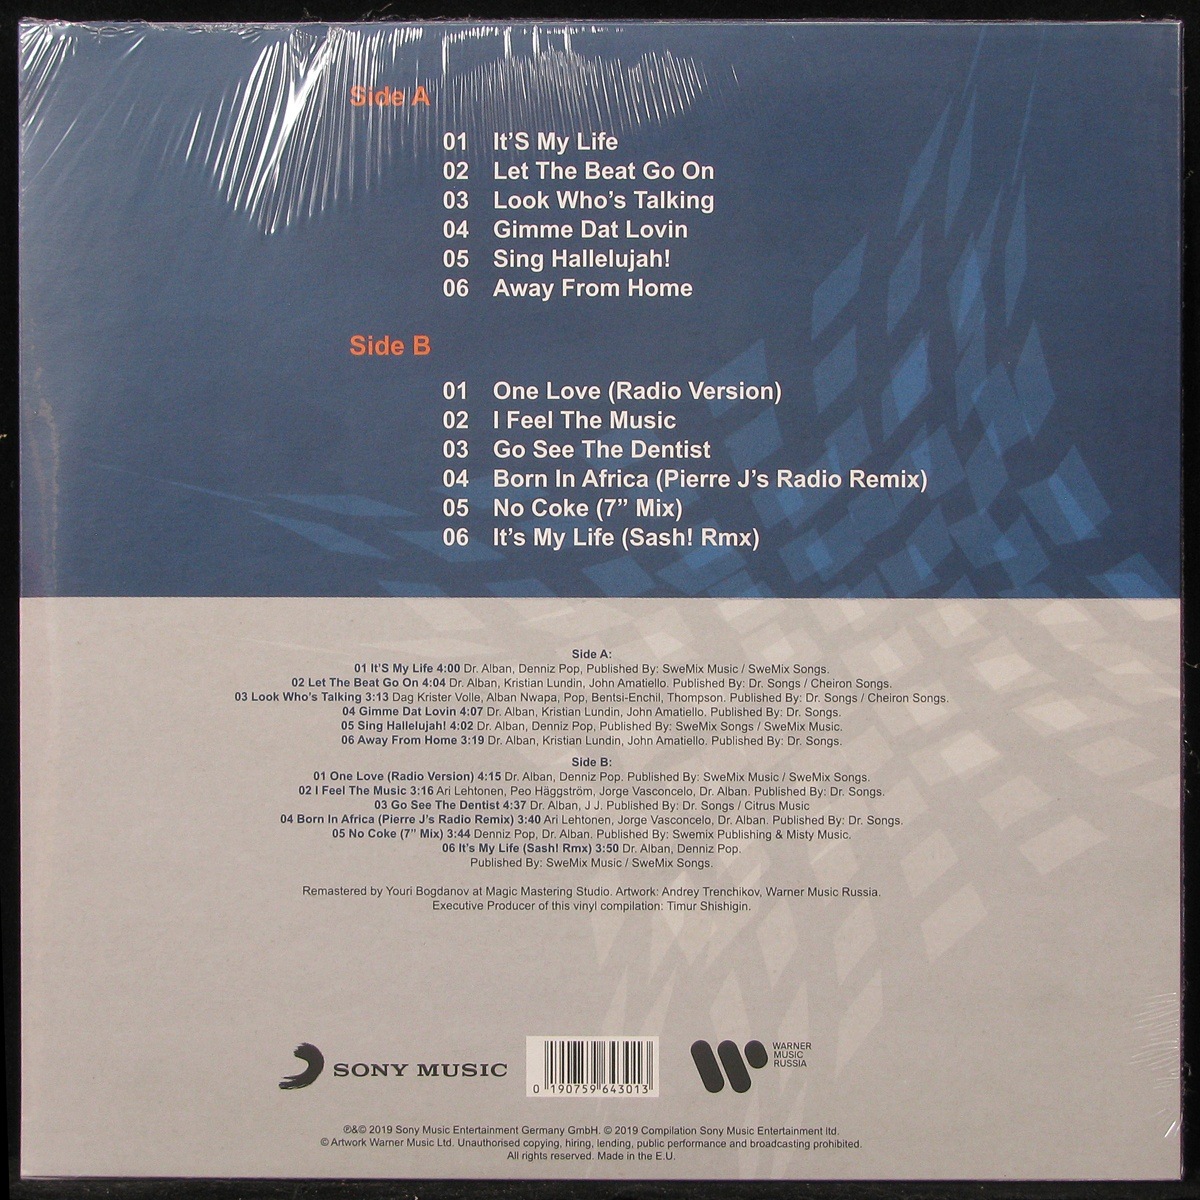 Side A
01 It'S My Life
02 Let The Beat Go On
03 Look Who's Talking
04 Gimme Dat Lovin
05 Sing Hallelujah!
06 Away From Home
Side B
01 One Love (Radio Version)
02 I Feel The Music
03 Go See The Dentist
04 Born In Africa (Pierre J's Radio Remix)
05 No Coke (7” Mix)
06 It's My Life (Sash! Rmx)
Side A:
01 It'S My Life 4:00 Dr. Alban, Denniz Pop, Published By: SweMix Music / SweMix Songs.
02 Let The Beat Go On 4:04 Dr. Alban, Kristian Lundin, John Amatiello. Published By: Dr. Songs / Cheiron Songs.
03 Look Who's Talking 3:13 Dag Krister Volle, Alban Nwapa, Pop, Bentsi-Enchil, Thompson. Published By: Dr. Songs / Cheiron Songs.
04 Gimme Dat Lovin 4:07 Dr. Alban, Kristian Lundin, John Amatiello. Published By: Dr. Songs.
05 Sing Hallelujah! 4:02 Dr. Alban, Denniz Pop, Published By: SweMix Songs / SweMix Music.
06 Away From Home 3:19 Dr. Alban, Kristian Lundin, John Amatiello. Published By: Dr. Songs.
Side B:
01 One Love (Radio Version) 4:15 Dr. Alban, Denniz Pop. Published By: SweMix Music / SweMix Songs.
02 I Feel The Music 3:16 Ari Lehtonen, Peo Häggström, Jorge Vasconcelo, Dr. Alban. Published By: Dr. Songs.
03 Go See The Dentist 4:37 Dr. Alban, J J. Published By: Dr. Songs / Citrus Music
04 Born In Africa (Pierre J's Radio Remix) 3:40 Ari Lehtonen, Jorge Vasconcelo, Dr. Alban. Published By: Dr. Songs.
05 No Coke (7” Mix) 3:44 Denniz Pop, Dr. Alban. Published By: Swemix Publishing & Misty Music.
06 It's My Life (Sash! Rmx) 3:50 Dr. Alban, Denniz Pop.
Published By: SweMix Music / SweMix Songs.
Remastered by Youri Bogdanov at Magic Mastering Studio. Artwork: Andrey Trenchikov, Warner Music Russia.
Executive Producer of this vinyl compilation: Timur Shishigin.
SONY MUSIC
0 190759 643013
WARNER
MUSIC
RUSSIA
℗&© 2019 Sony Music Entertainment Germany GmbH. © 2019 Compilation Sony Music Entertainment ltd.
© Artwork Warner Music Ltd. Unauthorised copying, hiring, lending, public performance and broadcasting prohibited.
All rights reserved. Made in the E.U.